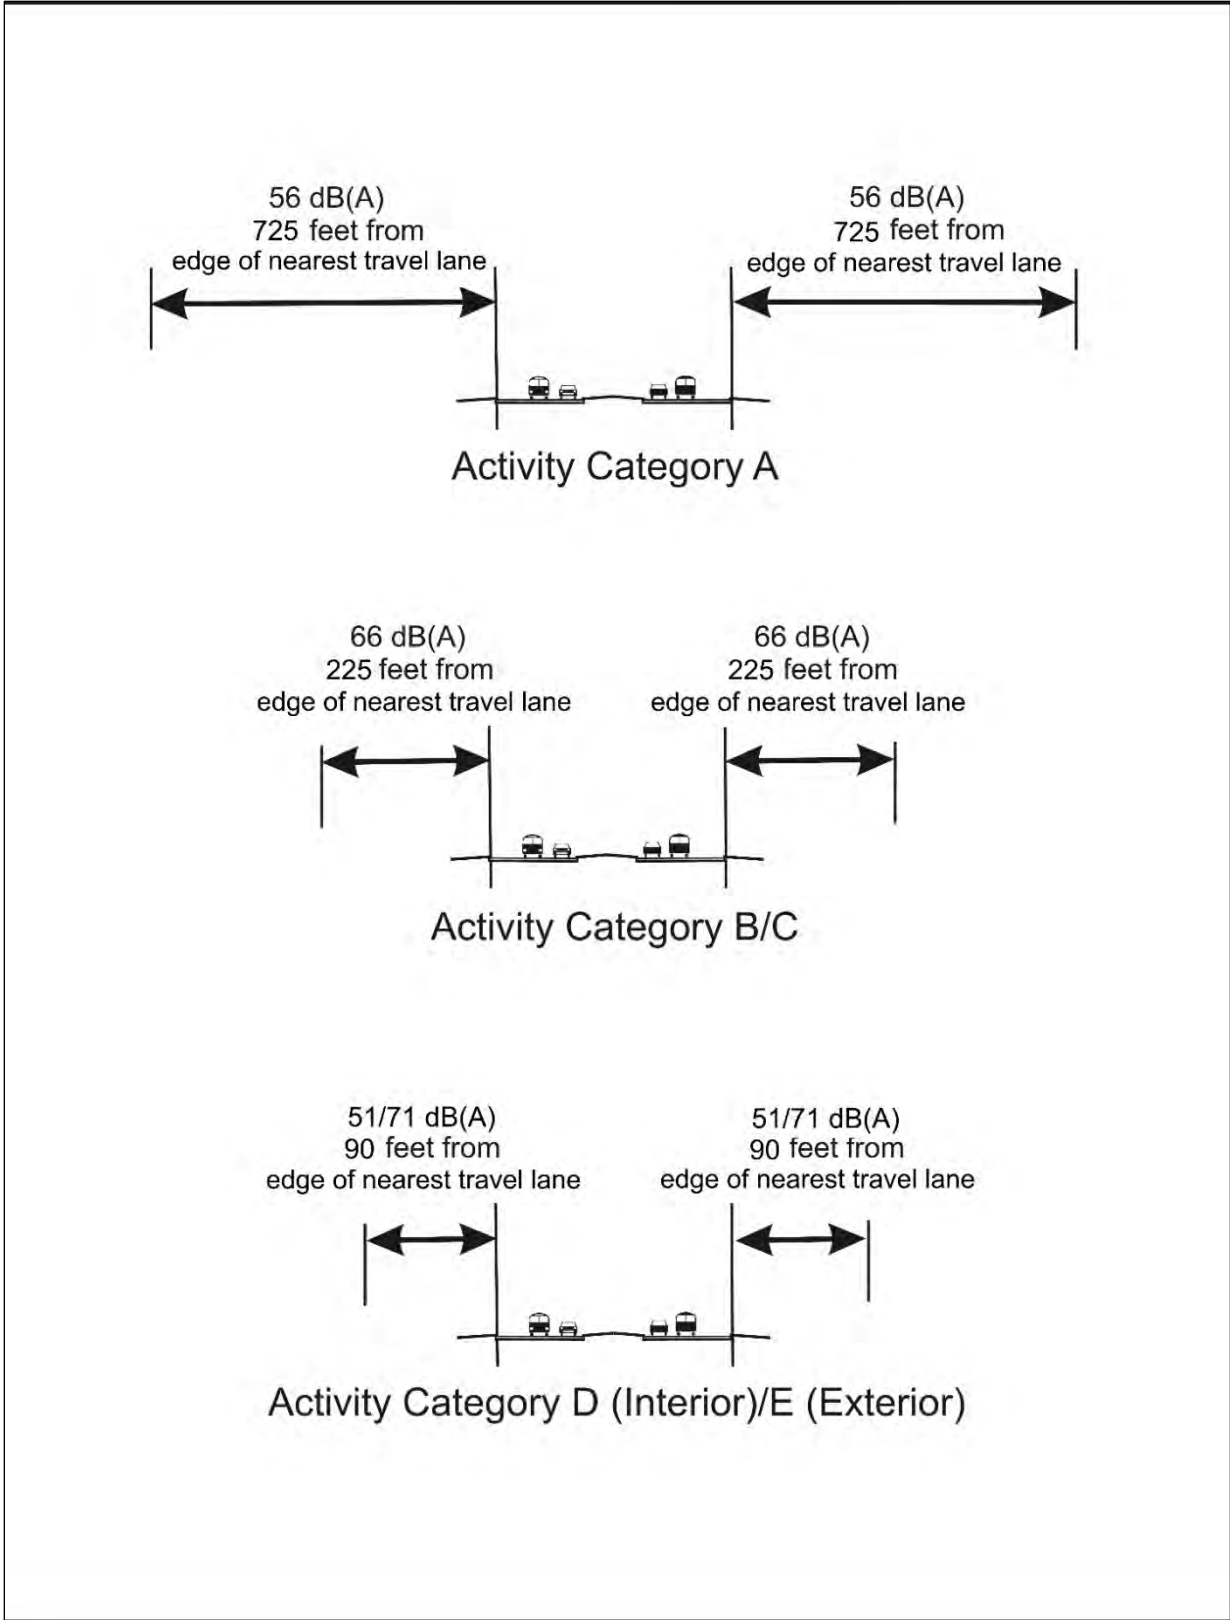 56 dB(A)
725 feet from
edge of nearest travel lane
56 dB(A)
725 feet from
edge of nearest travel lane
Activity Category A
66 dB(A)
225 feet from
edge of nearest travel lane
66 dB(A)
225 feet from
edge of nearest travel lane
Activity Category B/C
51/71 dB(A)
90 feet from
edge of nearest travel lane
51/71 dB(A)
90 feet from
edge of nearest travel lane
Activity Category D (Interior)/E (Exterior)